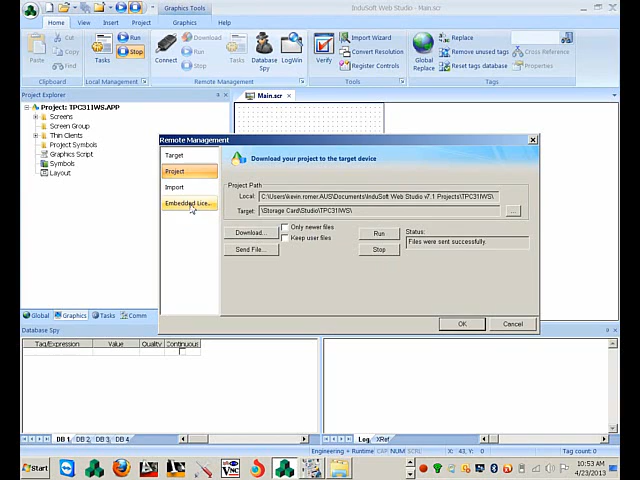 Graphics Tools
InduSoft Web Studio - Main.scr
Home View Insert Project Graphics Help
Paste
Cut
Copy
Find
Clipboard
Tasks
Run
Stop
Local Management
Connect
Download
Run
Stop
Tasks
Database Spy
LogWin
Remote Management
Verify
Import Wizard
Convert Resolution
Register Controls
Tools
Global Replace
Replace
Remove unused tags
Reset tags database
Cross Reference
Properties
Tags
Project Explorer
Project: TPC31IWS.APP
Screens
Screen Group
Thin Clients
Project Symbols
Graphics Script
Symbols
Layout
Main.scr
Remote Management
Target
Project
Import
Embedded Lice...
Download your project to the target device
Project Path
Local: C:\Users\kevin.romer.AUS\Documents\InduSoft Web Studio v7.1 Projects\TPC31IWS\
Target: \Storage Card\Studio\TPC31IWS\
...
Download...
Only newer files
Keep user files
Send File...
Run
Stop
Status:
Files were sent successfully.
OK Cancel
Global Graphics Tasks Comm
Database Spy
Tag/Expression Value Quality Continuous
DB 1 DB 2 DB 3 DB 4
Log XRef
Engineering + Runtime CAP NUM SCRL X: 43, Y: 0 Tag count: 0
Start
VNC
10:53 AM
4/23/2013